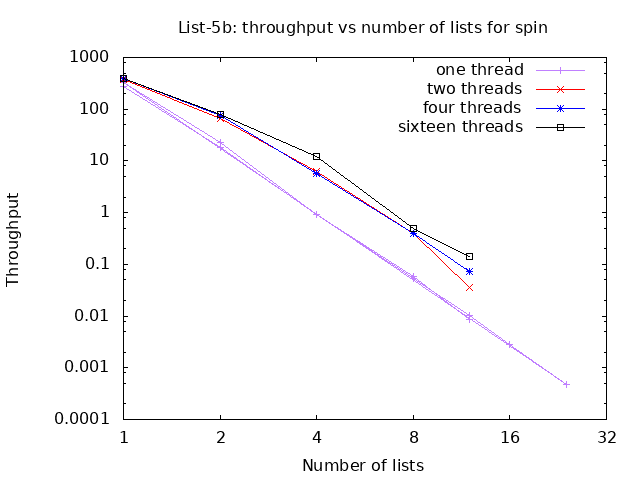 List-5b: throughput vs number of lists for spin
1000
100
10
1
0.1
0.01
0.001
0.0001
Throughput
one thread
two threads
four threads
sixteen threads
1 2 4 8 16 32
Number of lists